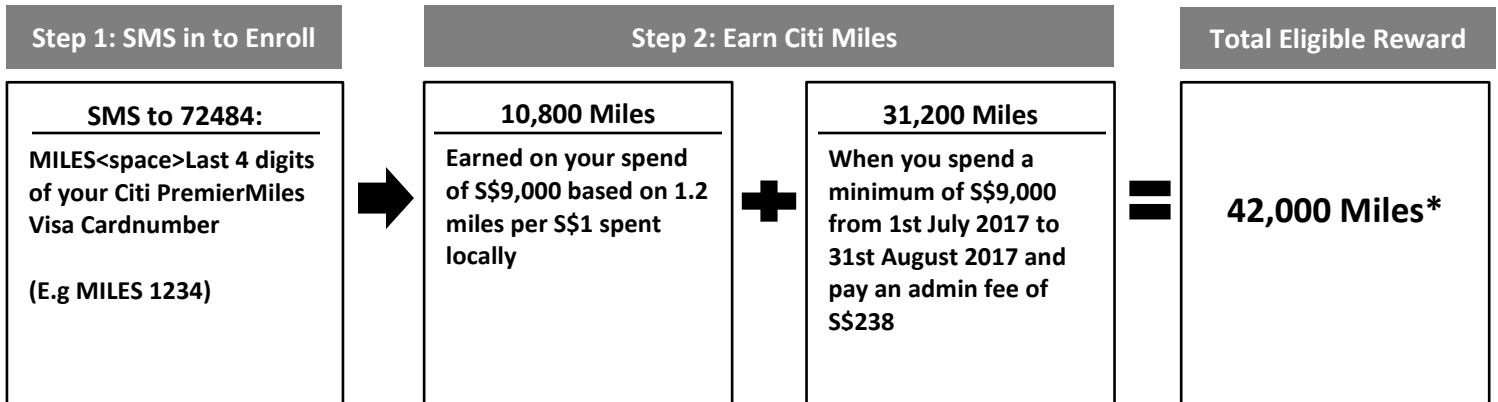 Step 1: SMS in to Enroll
Step 2: Earn Citi Miles
Total Eligible Reward
SMS to 72484:
MILES<space>Last 4 digits
of your Citi PremierMiles
Visa Cardnumber
(E.g MILES 1234)
10,800 Miles
Earned on your spend
of S$9,000 based on 1.2
miles per S$1 spent
locally
31,200 Miles
When you spend a
minimum of S$9,000
from 1st July 2017 to
31st August 2017 and
pay an admin fee of
S$238
42,000 Miles*